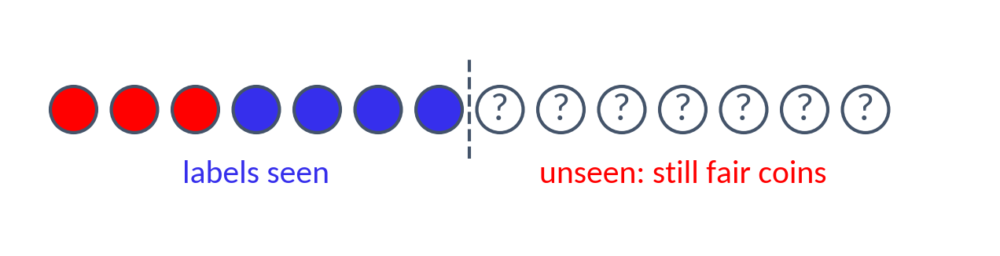 ? ? ? ? ? ? ?
labels seen
unseen: still fair coins